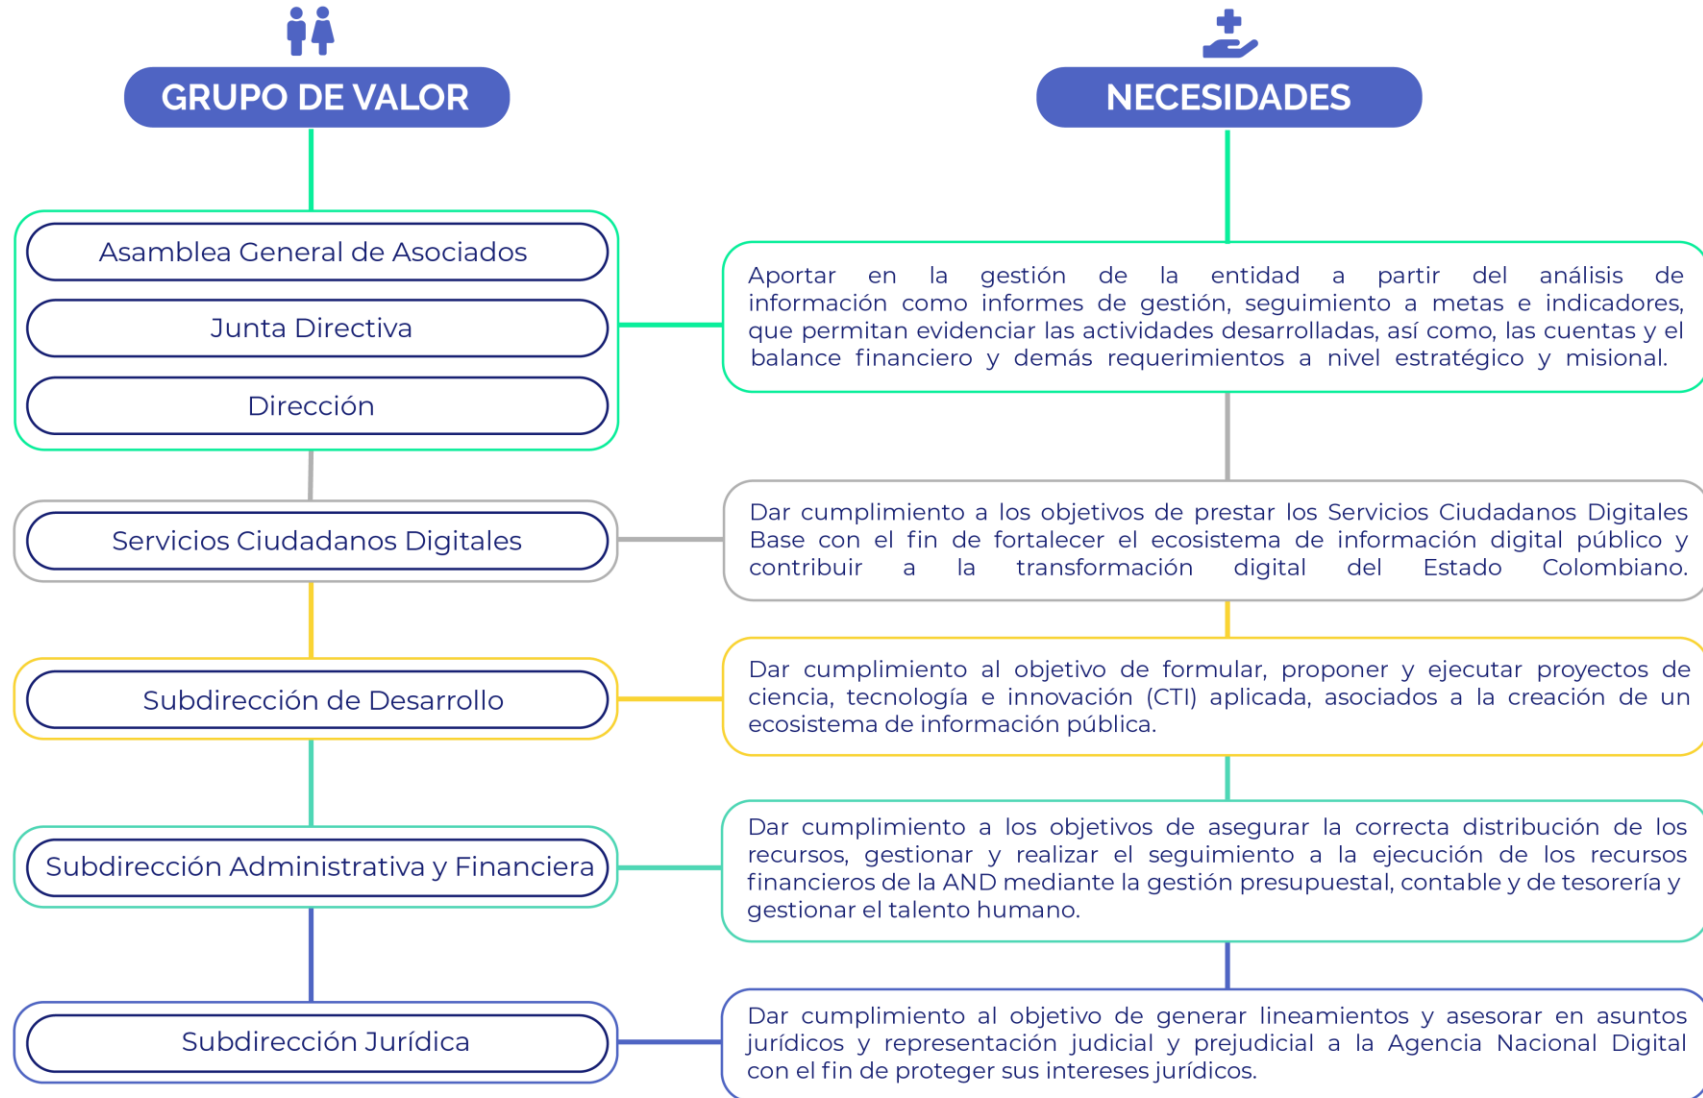 GRUPO DE VALOR
NECESIDADES
Asamblea General de Asociados
Junta Directiva
Dirección
Aportar en la gestión de la entidad a partir del análisis de
información como informes de gestión, seguimiento a metas e indicadores,
que permitan evidenciar las actividades desarrolladas, así como, las cuentas y el
balance financiero y demás requerimientos a nivel estratégico y misional.
Servicios Ciudadanos Digitales
Dar cumplimiento a los objetivos de prestar los Servicios Ciudadanos Digitales
Base con el fin de fortalecer el ecosistema de información digital público y
contribuir a la transformación digital del Estado Colombiano.
Subdirección de Desarrollo
Dar cumplimiento al objetivo de formular, proponer y ejecutar proyectos de
ciencia, tecnología e innovación (CTI) aplicada, asociados a la creación de un
ecosistema de información pública.
Subdirección Administrativa y Financiera
Dar cumplimiento a los objetivos de asegurar la correcta distribución de los
recursos, gestionar y realizar el seguimiento a la ejecución de los recursos
financieros de la AND mediante la gestión presupuestal, contable y de tesorería y
gestionar el talento humano.
Subdirección Jurídica
Dar cumplimiento al objetivo de generar lineamientos y asesorar en asuntos
jurídicos y representación judicial y prejudicial a la Agencia Nacional Digital
con el fin de proteger sus intereses jurídicos.